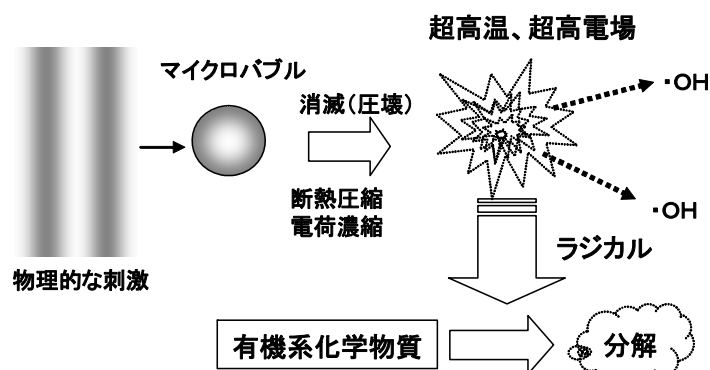 超高温、超高電場
マイクロバブル
消滅(圧壊)
・OH
断熱圧縮
電荷濃縮
・OH
物理的な刺激
ラジカル
有機系化学物質
分解